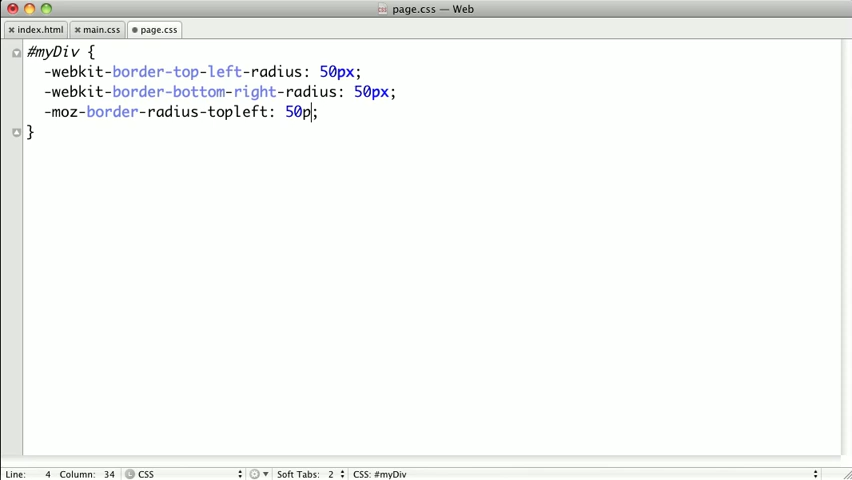 page.css — Web
index.html main.css page.css
#myDiv {
-webkit-border-top-left-radius: 50px;
-webkit-border-bottom-right-radius: 50px;
-moz-border-radius-topleft: 50p;
}
Line: 4 Column: 34 CSS Soft Tabs: 2 CSS: #myDiv